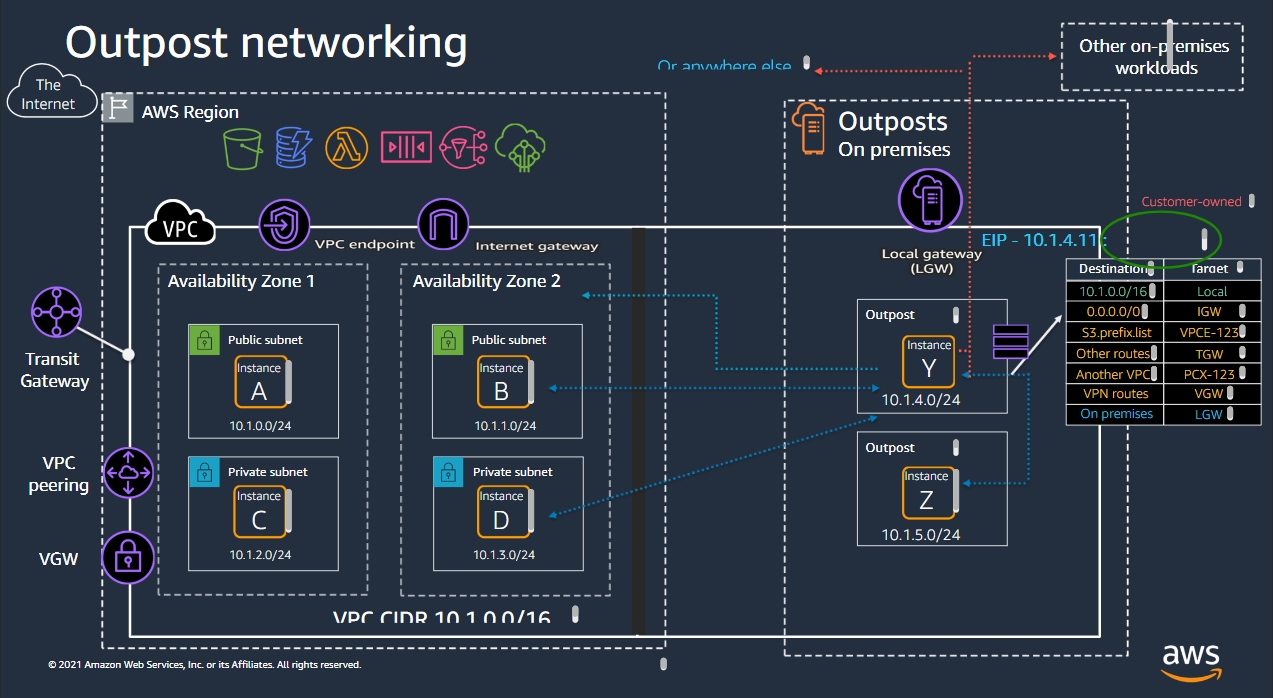 Outpost networking
The
Internet
Or anywhere else
Other on-premises
workloads
AWS Region
Outposts
On premises
Customer-owned
VPC
VPC endpoint
Internet gateway
Local gateway
(LGW)
EIP - 10.1.4.11
Availability Zone 1
Availability Zone 2
Destination Target
10.1.0.0/16 Local
0.0.0.0/0 IGW
S3.prefix.list VPCE-123
Other routes TGW
Another VPC PCX-123
VPN routes VGW
On premises LGW
Public subnet
Instance
A
10.1.0.0/24
Public subnet
Instance
B
10.1.1.0/24
Outpost
Instance
Y
10.1.4.0/24
Transit
Gateway
Private subnet
Instance
C
10.1.2.0/24
Private subnet
Instance
D
10.1.3.0/24
Outpost
Instance
Z
10.1.5.0/24
VPC
peering
VGW
VPC CIDR 10.1.0.0/16
© 2021 Amazon Web Services, Inc. or its Affiliates. All rights reserved.
aws